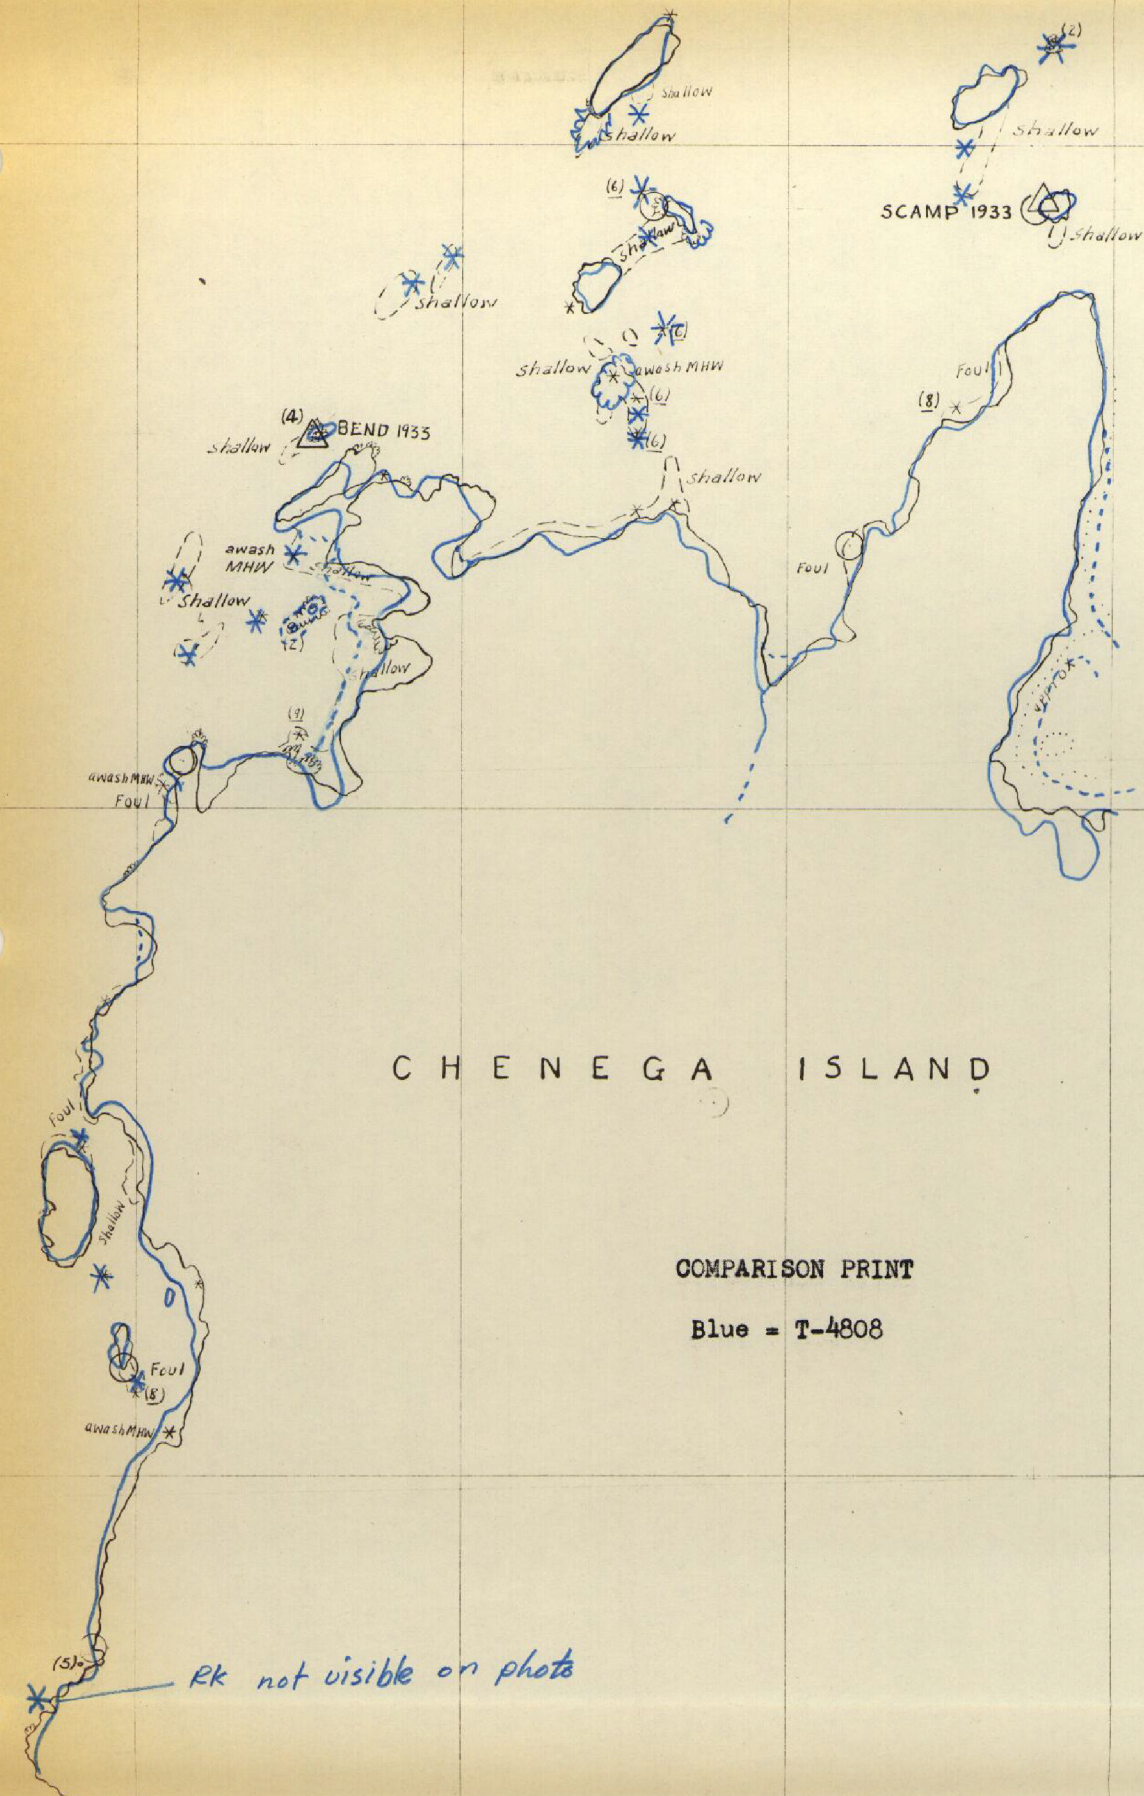 (2)
Shallow
Shallow
Shallow
(6)
SCAMP 1933
Shallow
Shallow
Shallow
(6)
Shallow
awash MHW
Foul
(6)
(8)
(4)
BEND 1933
(6)
Shallow
Shallow
awash
MHW
Shallow
Foul
Shallow
(2)
Shallow
(9)
awash MHW
Foul
CHENEGA ISLAND
Foul
Shallow
COMPARISON PRINT
Blue = T-4808
Foul
(8)
awash MHW
(5)
RK not visible on photo